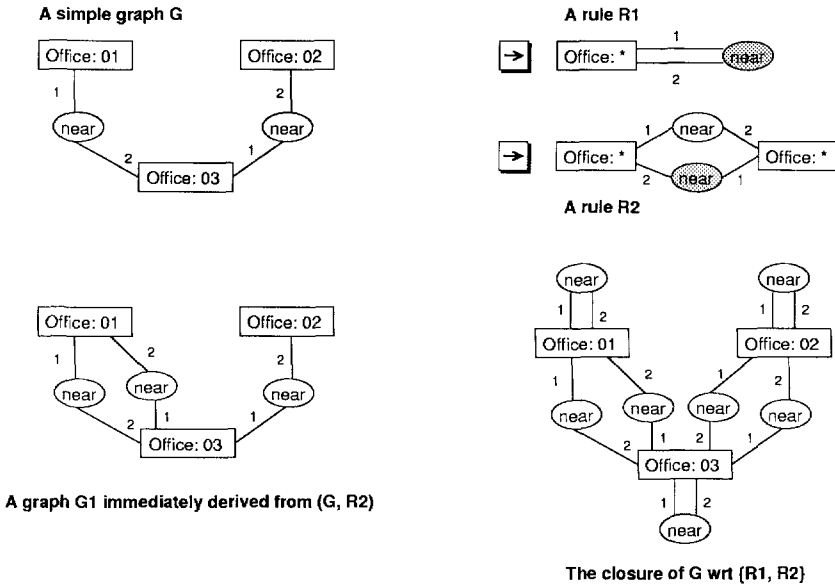 A simple graph G
Office: 01
Office: 02
1
2
near
near
2
1
Office: 03
A rule R1
→
Office: *
1
2
near
→
Office: *
1
near
2
Office: *
2
near
1
A rule R2
Office: 01
Office: 02
1
2
2
near
near
near
2
1
1
Office: 03
A graph G1 immediately derived from (G, R2)
near
near
1
2
1
2
Office: 01
Office: 02
1
2
1
2
near
near
near
near
2
1
2
1
Office: 03
1
2
near
The closure of G wrt {R1, R2}